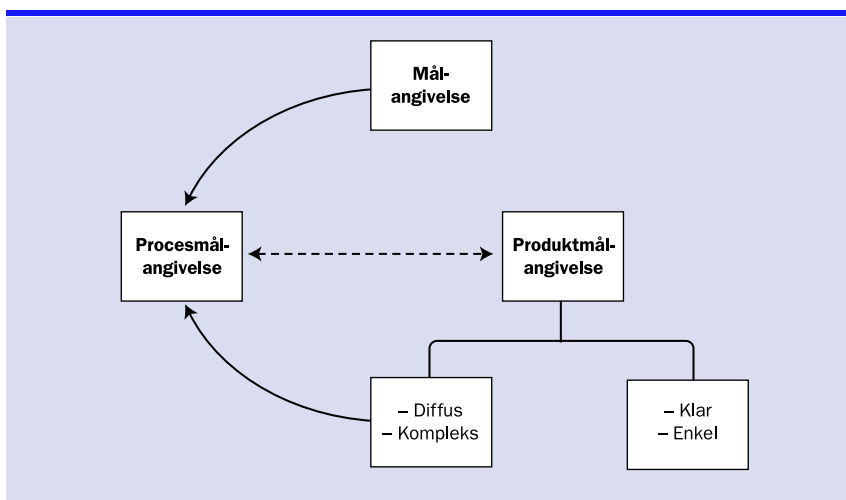 Mål-
angivelse
Procesmål-
angivelse
Produktmål-
angivelse
– Diffus
– Kompleks
– Klar
– Enkel